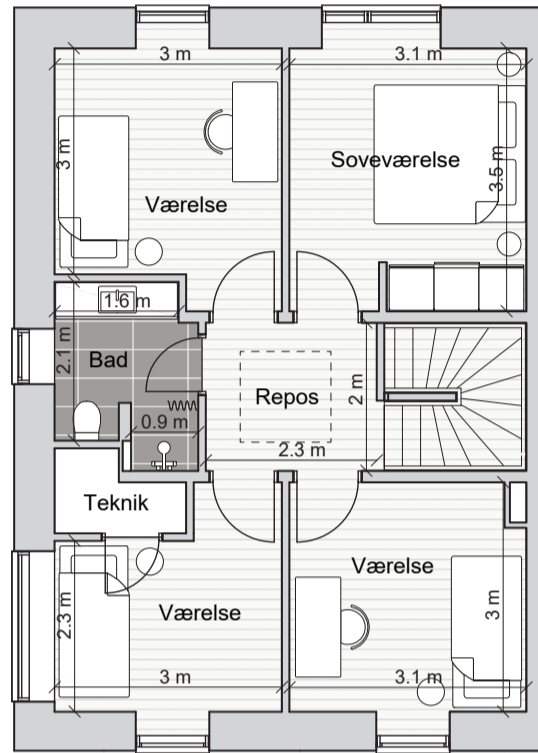 3 m
3.1 m
3 m
Værelse
Soveværelse
3.5 m
1.6 m
2.1 m
Bad
Repos
2 m
0.9 m
2.3 m
Teknik
Værelse
Værelse
2.3 m
3 m
3 m
3.1 m